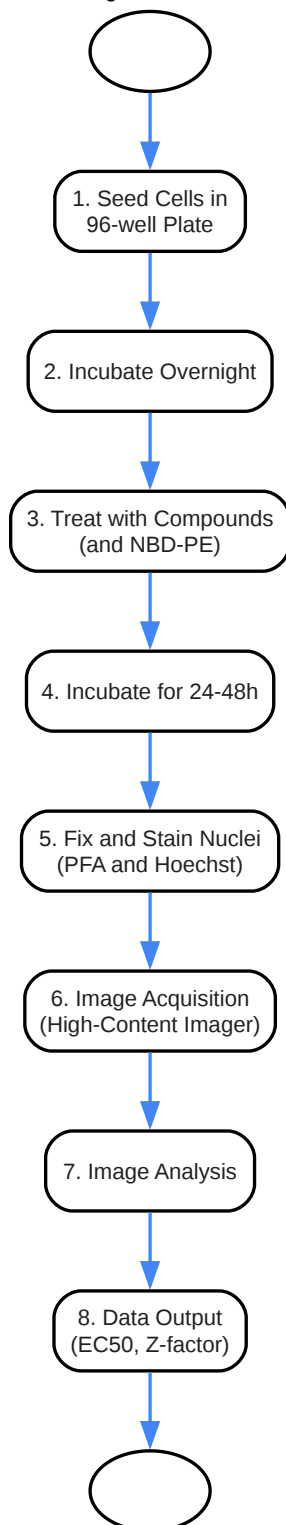 1. Seed Cells in
96-well Plate
2. Incubate Overnight
3. Treat with Compounds
(and NBD-PE)
4. Incubate for 24-48h
5. Fix and Stain Nuclei
(PFA and Hoechst)
6. Image Acquisition
(High-Content Imager)
7. Image Analysis
8. Data Output
(EC50, Z-factor)